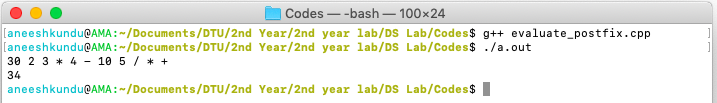 Codes — -bash — 100×24
[aneeshkundu@AMA:~/Documents/DTU/2nd Year/2nd year lab/DS Lab/Codes$ g++ evaluate_postfix.cpp ]
[aneeshkundu@AMA:~/Documents/DTU/2nd Year/2nd year lab/DS Lab/Codes$ ./a.out ]
30 2 3 * 4 - 10 5 / * +
34
aneeshkundu@AMA:~/Documents/DTU/2nd Year/2nd year lab/DS Lab/Codes$